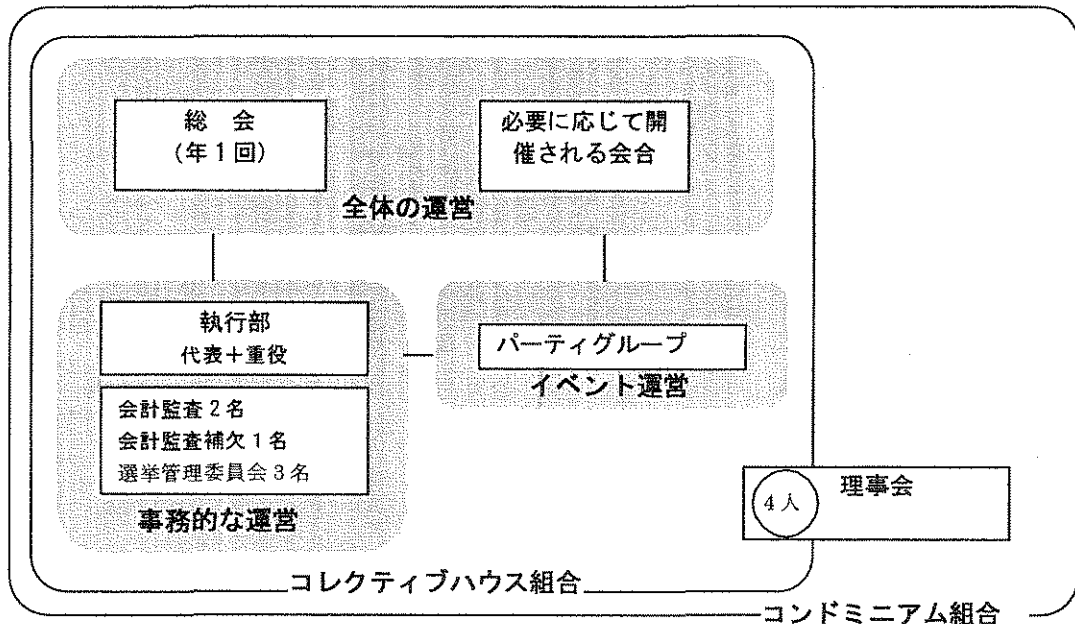 総　会
(年1回)
必要に応じて開
催される会合
全体の運営
執行部
代表＋重役
パーティグループ
イベント運営
会計監査2名
会計監査補欠1名
選挙管理委員会3名
事務的な運営
4人
理事会
コレクティブハウス組合
コンドミニアム組合